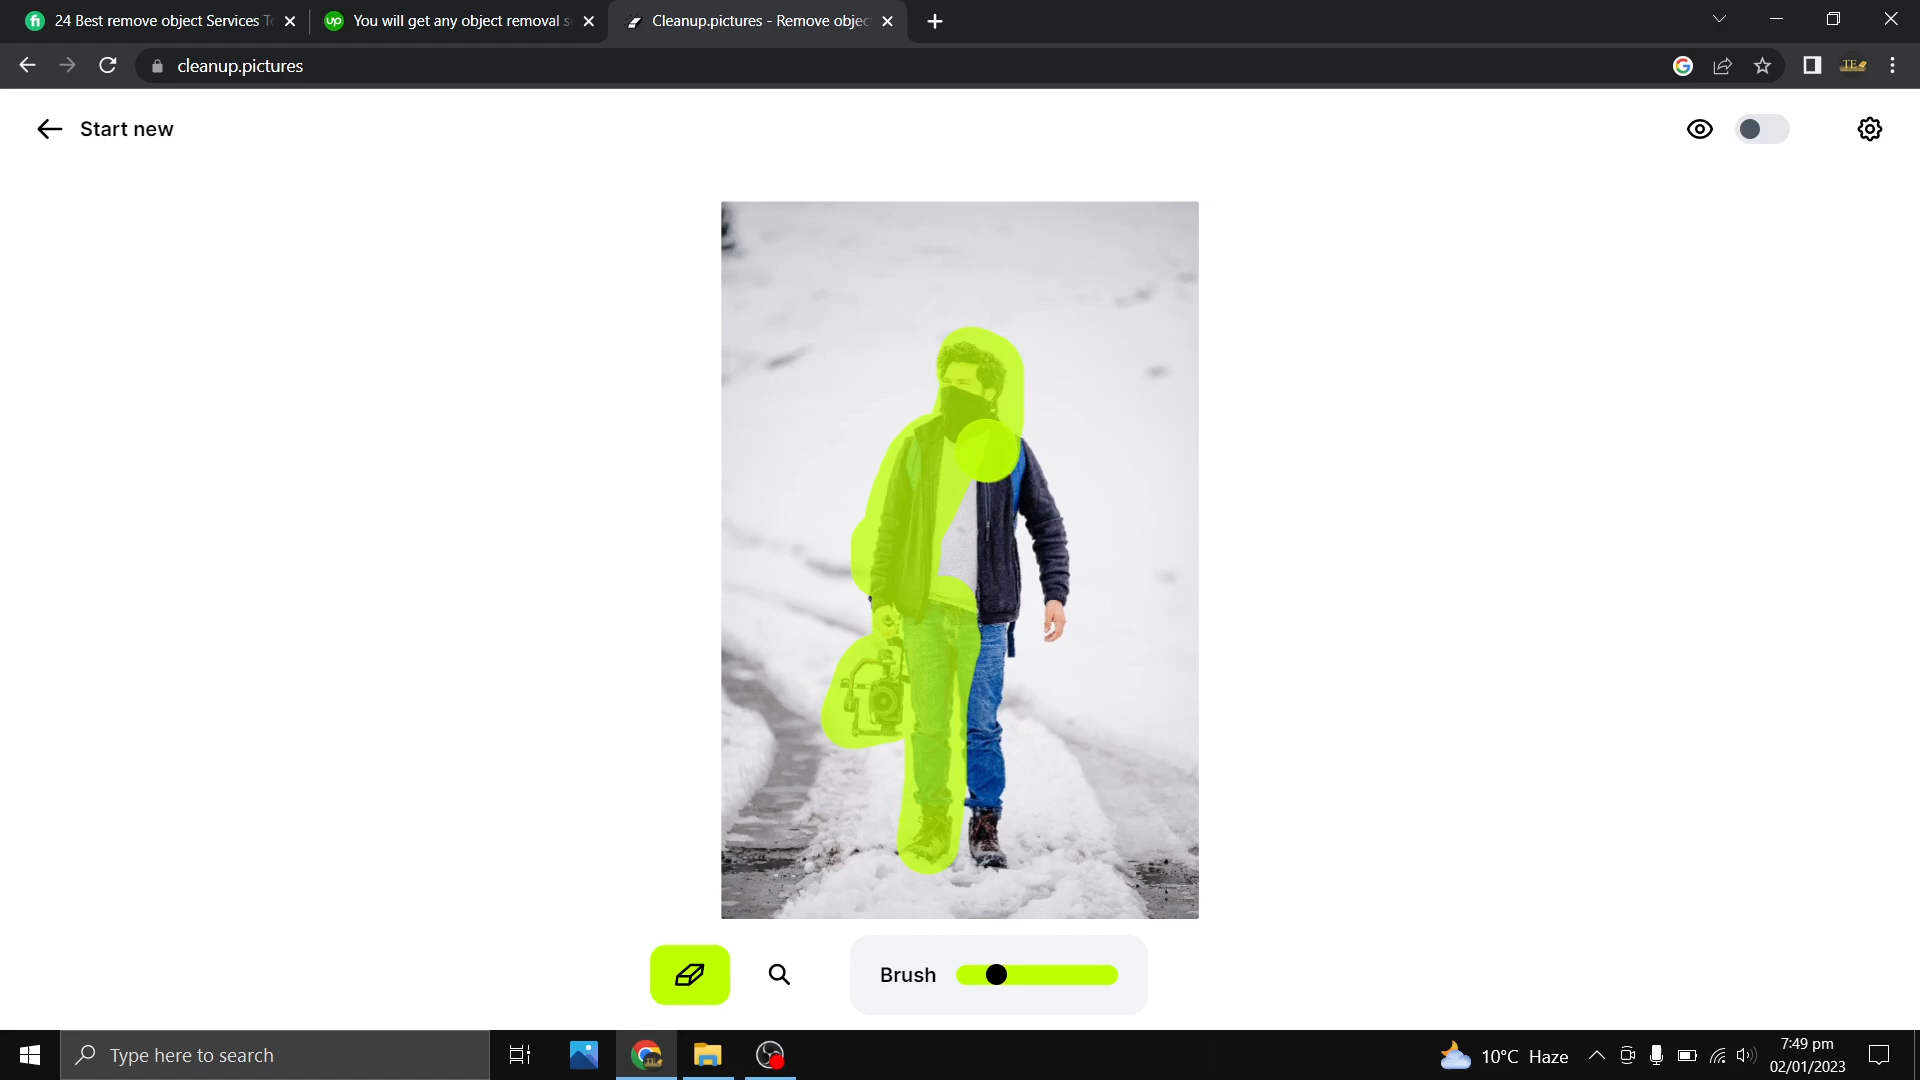 24 Best remove object Services T
You will get any object removal s
Cleanup.pictures - Remove objec
cleanup.pictures
TE
Start new
Brush
Type here to search
10°C Haze
7:49 pm
02/01/2023